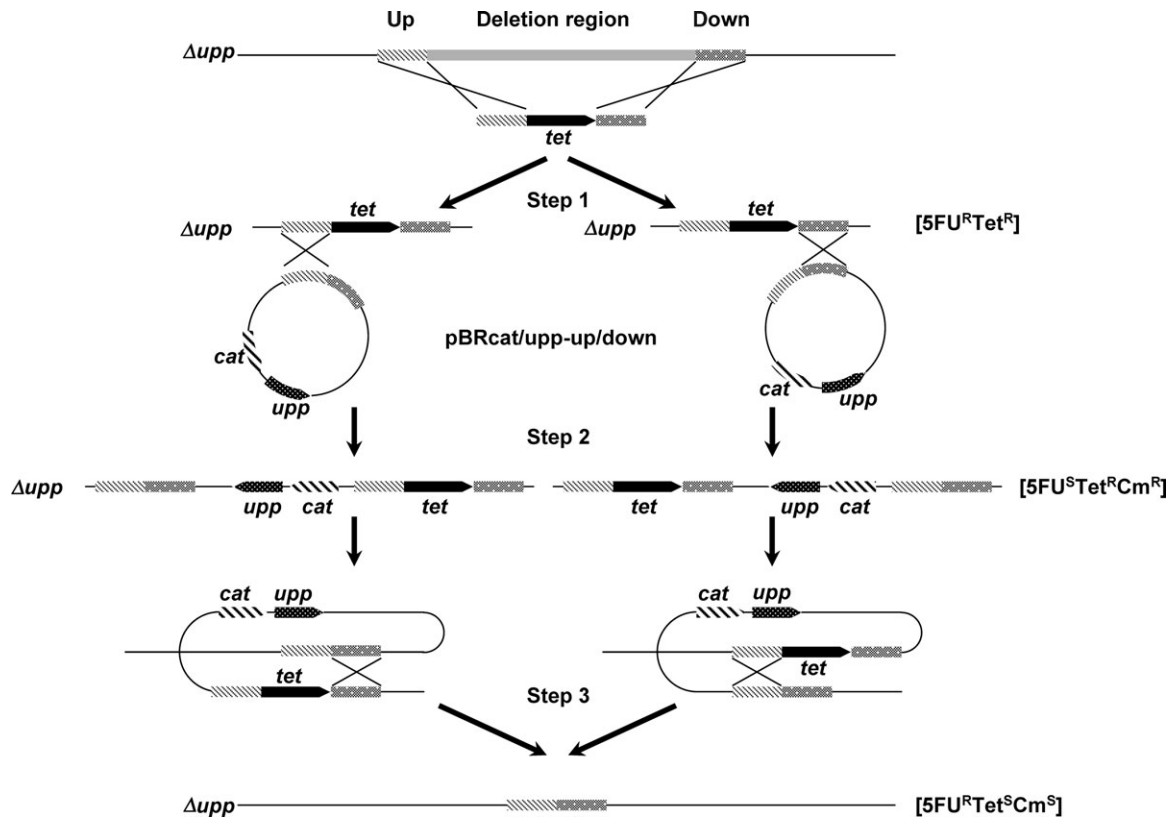 Up Deletion region Down
Δupp
tet
Step 1
tet tet
Δupp Δupp [5FUᴿTetᴿ]
pBRcat/upp-up/down
cat cat
upp upp
Step 2
Δupp [5FUˢTetᴿCmᴿ]
upp cat tet tet upp cat
cat upp cat upp
tet
tet
Step 3
Δupp [5FUᴿTetˢCmˢ]